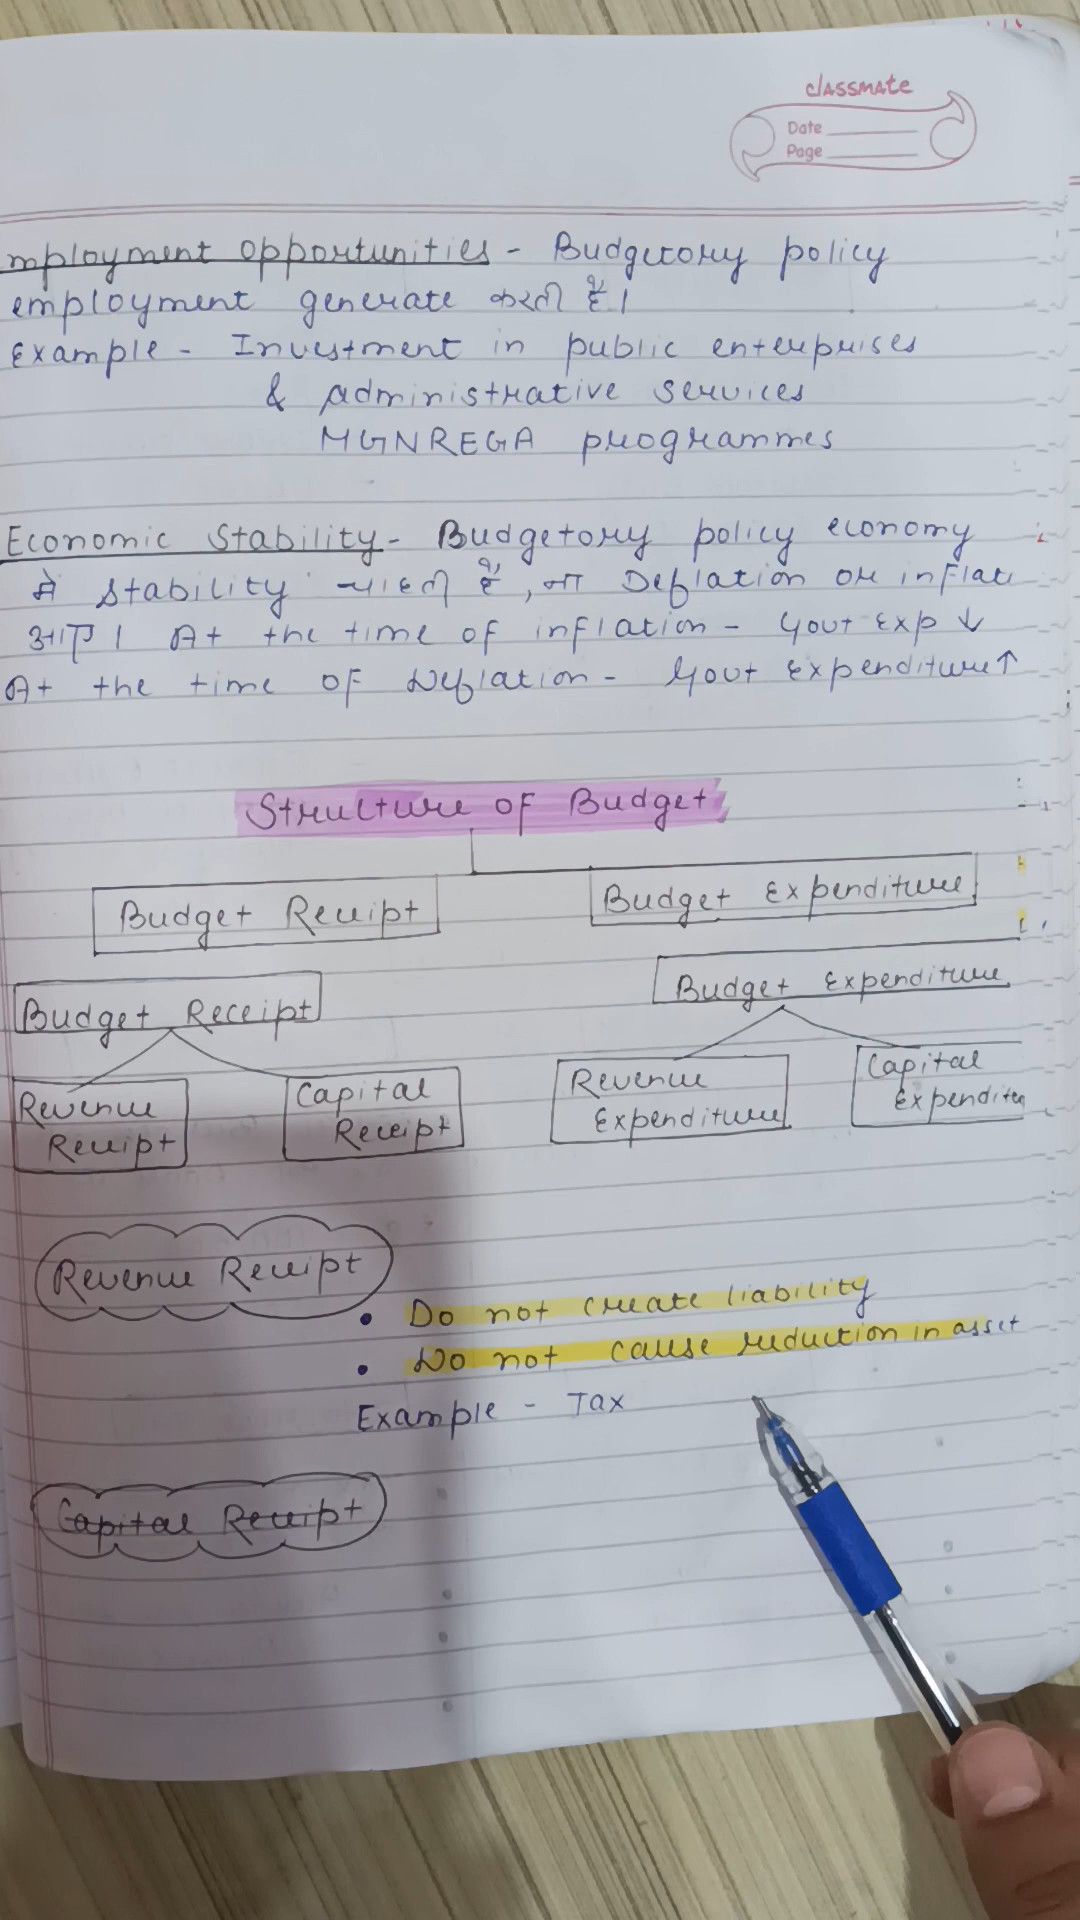 classmate
Date
Page
mployment opportunities - Budgetory policy
employment generate करती है।
Example - Investment in public enterprises
& administrative services
MGNREGA programmes
Economic Stability - Budgetory policy economy
में stability चाहती है, ना Deflation or inflati
आए। At the time of inflation - Govt Exp ↓
At the time of Deflation - Govt Expenditure ↑
Structure of Budget
Budget Receipt
Budget Expenditure
Budget Receipt
Budget Expenditure
Revenue Receipt
Capital Receipt
Revenue Expenditure
Capital Expenditu
Revenue Receipt
• Do not create liability
• Do not cause reduction in asset
Example - Tax
Capital Receipt